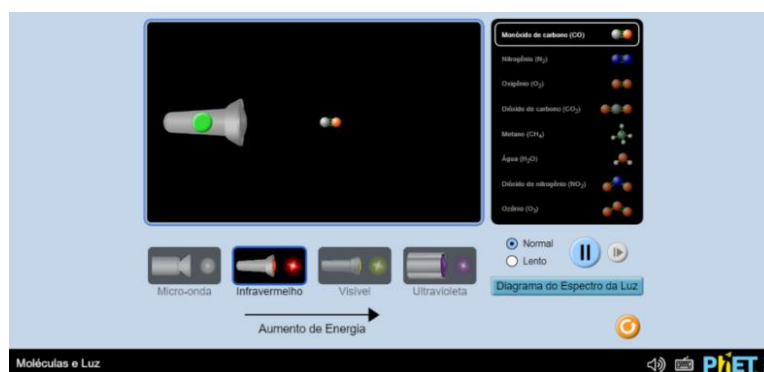 Monóxido de carbono (CO)
Nitrogênio (N₂)
Oxigênio (O₂)
Dióxido de carbono (CO₂)
Metano (CH₄)
Água (H₂O)
Dióxido de nitrogênio (NO₂)
Ozônio (O₃)
Normal
Lento
Micro-onda
Infravermelho
Visível
Ultravioleta
Diagrama do Espectro da Luz
Aumento de Energia
Moléculas e Luz
PhET